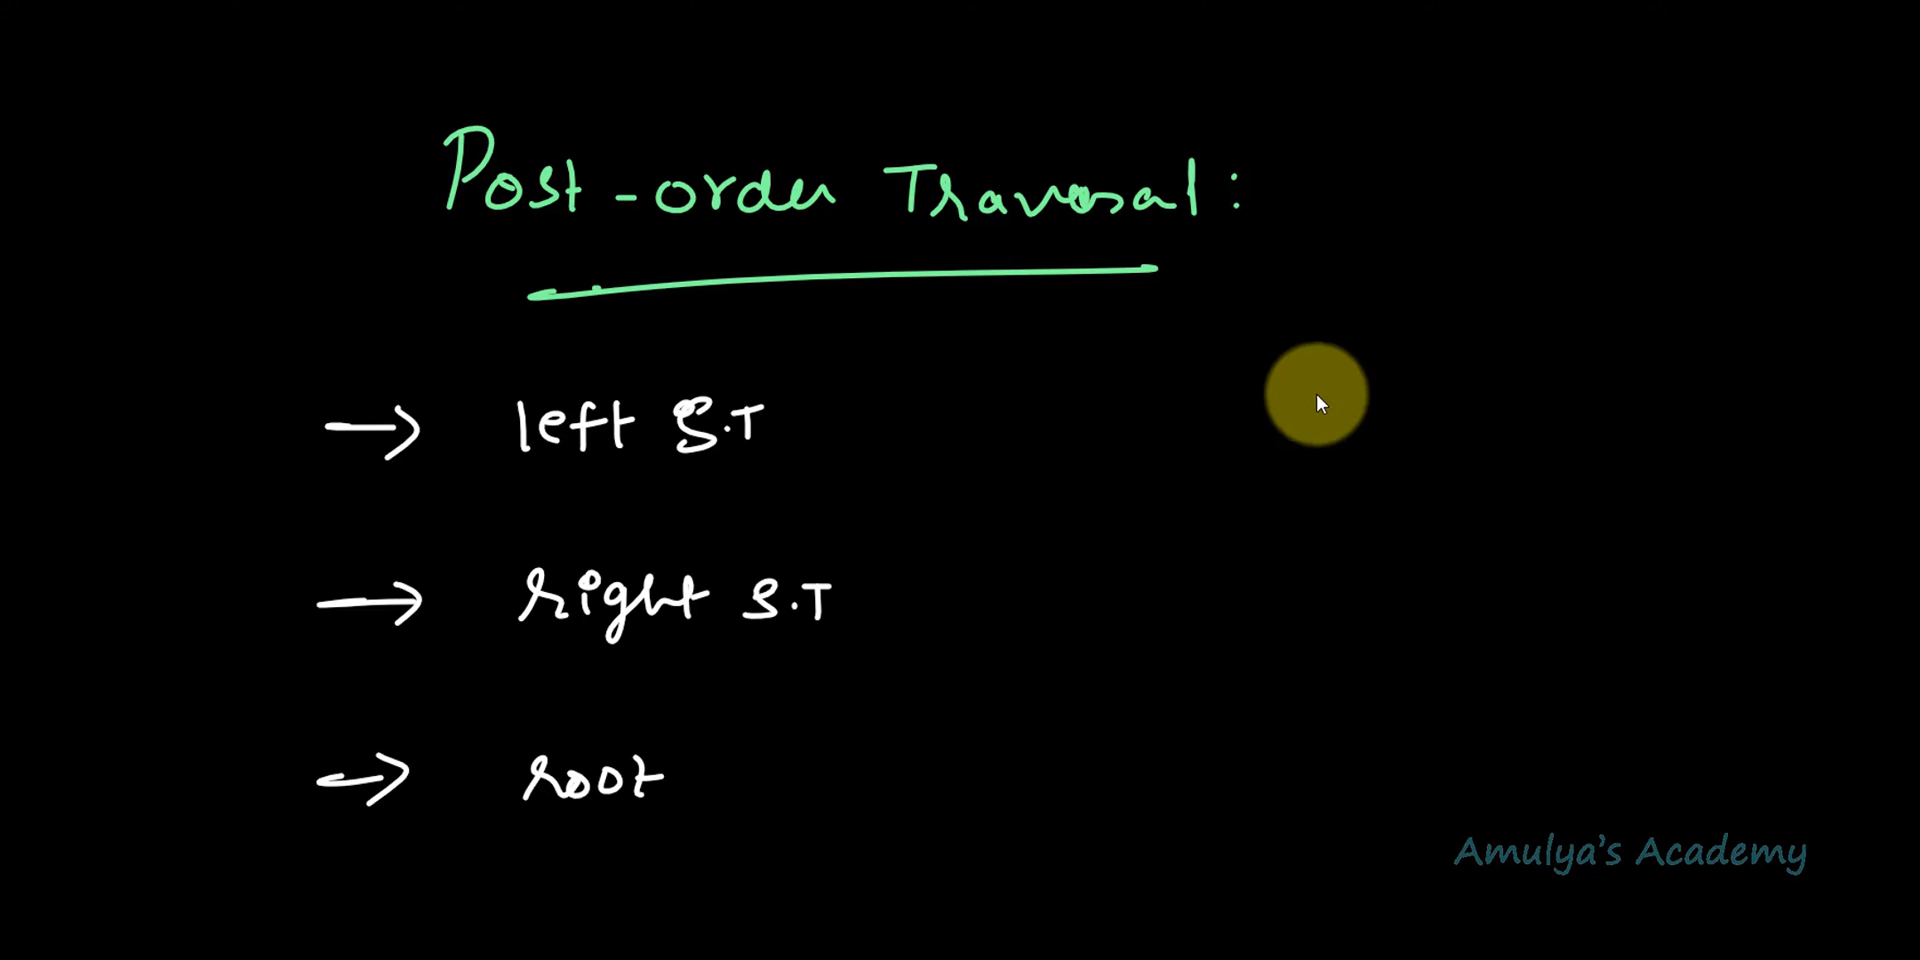 Post-order Traversal:
→ left S.T
→ right S.T
→ root
Amulya's Academy